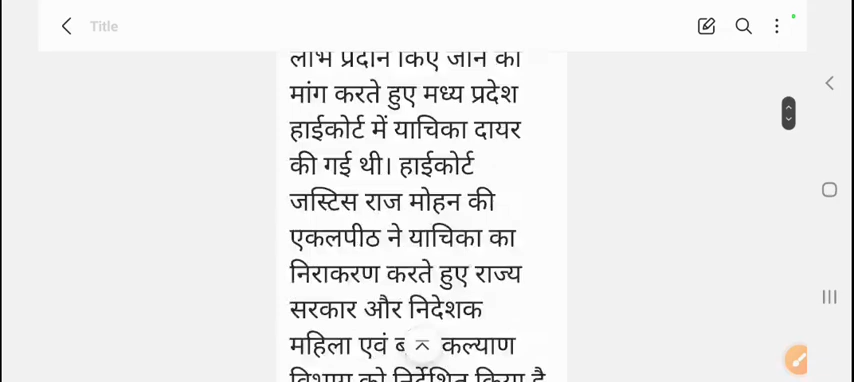 Title
लाभ प्रदान किए जाने की
मांग करते हुए मध्य प्रदेश
हाईकोर्ट में याचिका दायर
की गई थी। हाईकोर्ट
जस्टिस राज मोहन की
एकलपीठ ने याचिका का
निराकरण करते हुए राज्य
सरकार और निदेशक
महिला एवं कल्याण
विभाग को निर्देशित किया है